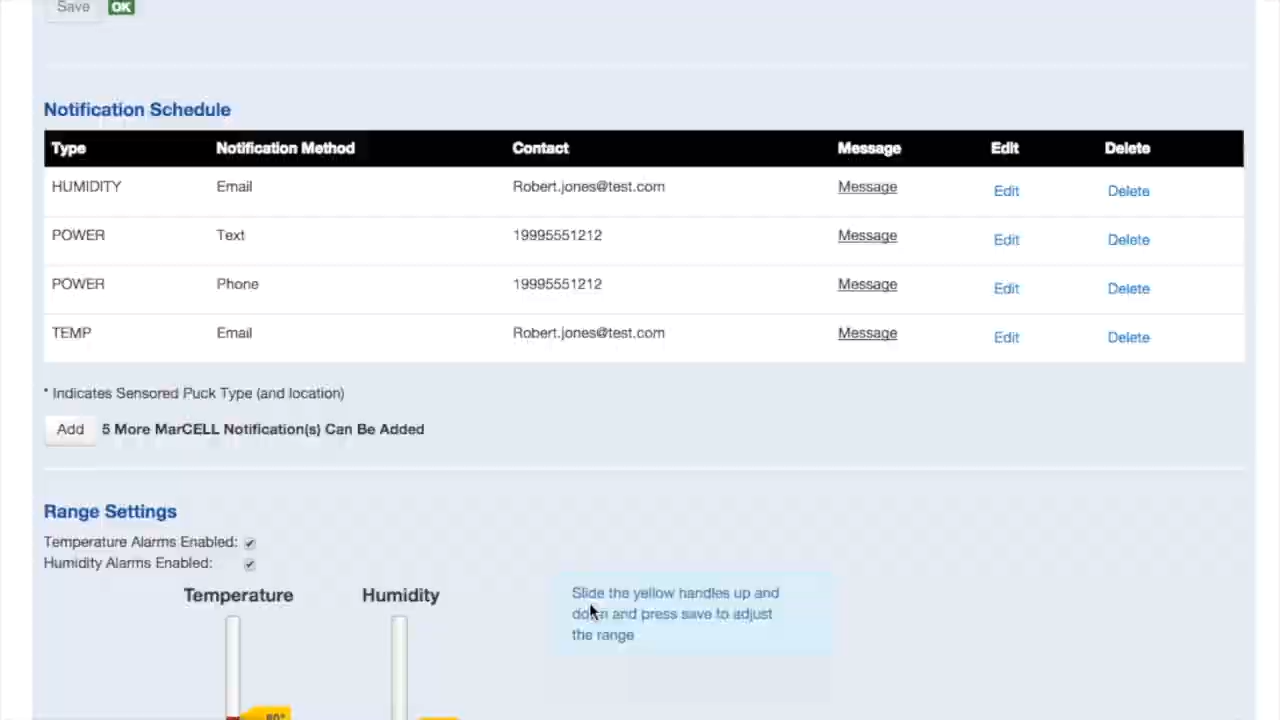 Save OK
Notification Schedule
Type Notification Method Contact Message Edit Delete
HUMIDITY Email Robert.jones@test.com Message Edit Delete
POWER Text 19995551212 Message Edit Delete
POWER Phone 19995551212 Message Edit Delete
TEMP Email Robert.jones@test.com Message Edit Delete
* Indicates Sensored Puck Type (and location)
Add 5 More MarCELL Notification(s) Can Be Added
Range Settings
Temperature Alarms Enabled:
Humidity Alarms Enabled:
Temperature Humidity
Slide the yellow handles up and
down and press save to adjust
the range